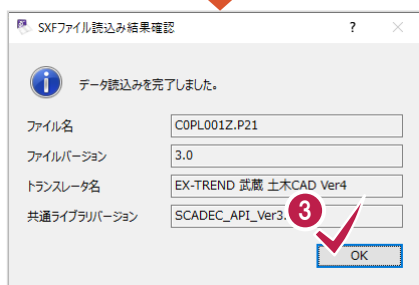 SXFファイル読込み結果確認
?
データ読込みを完了しました。
ファイル名 C0PL001Z.P21
ファイルバージョン 3.0
トランスレータ名 EX-TREND 武蔵 土木CAD Ver4
共通ライブラリバージョン SCADEC_API_Ver3.
3
OK